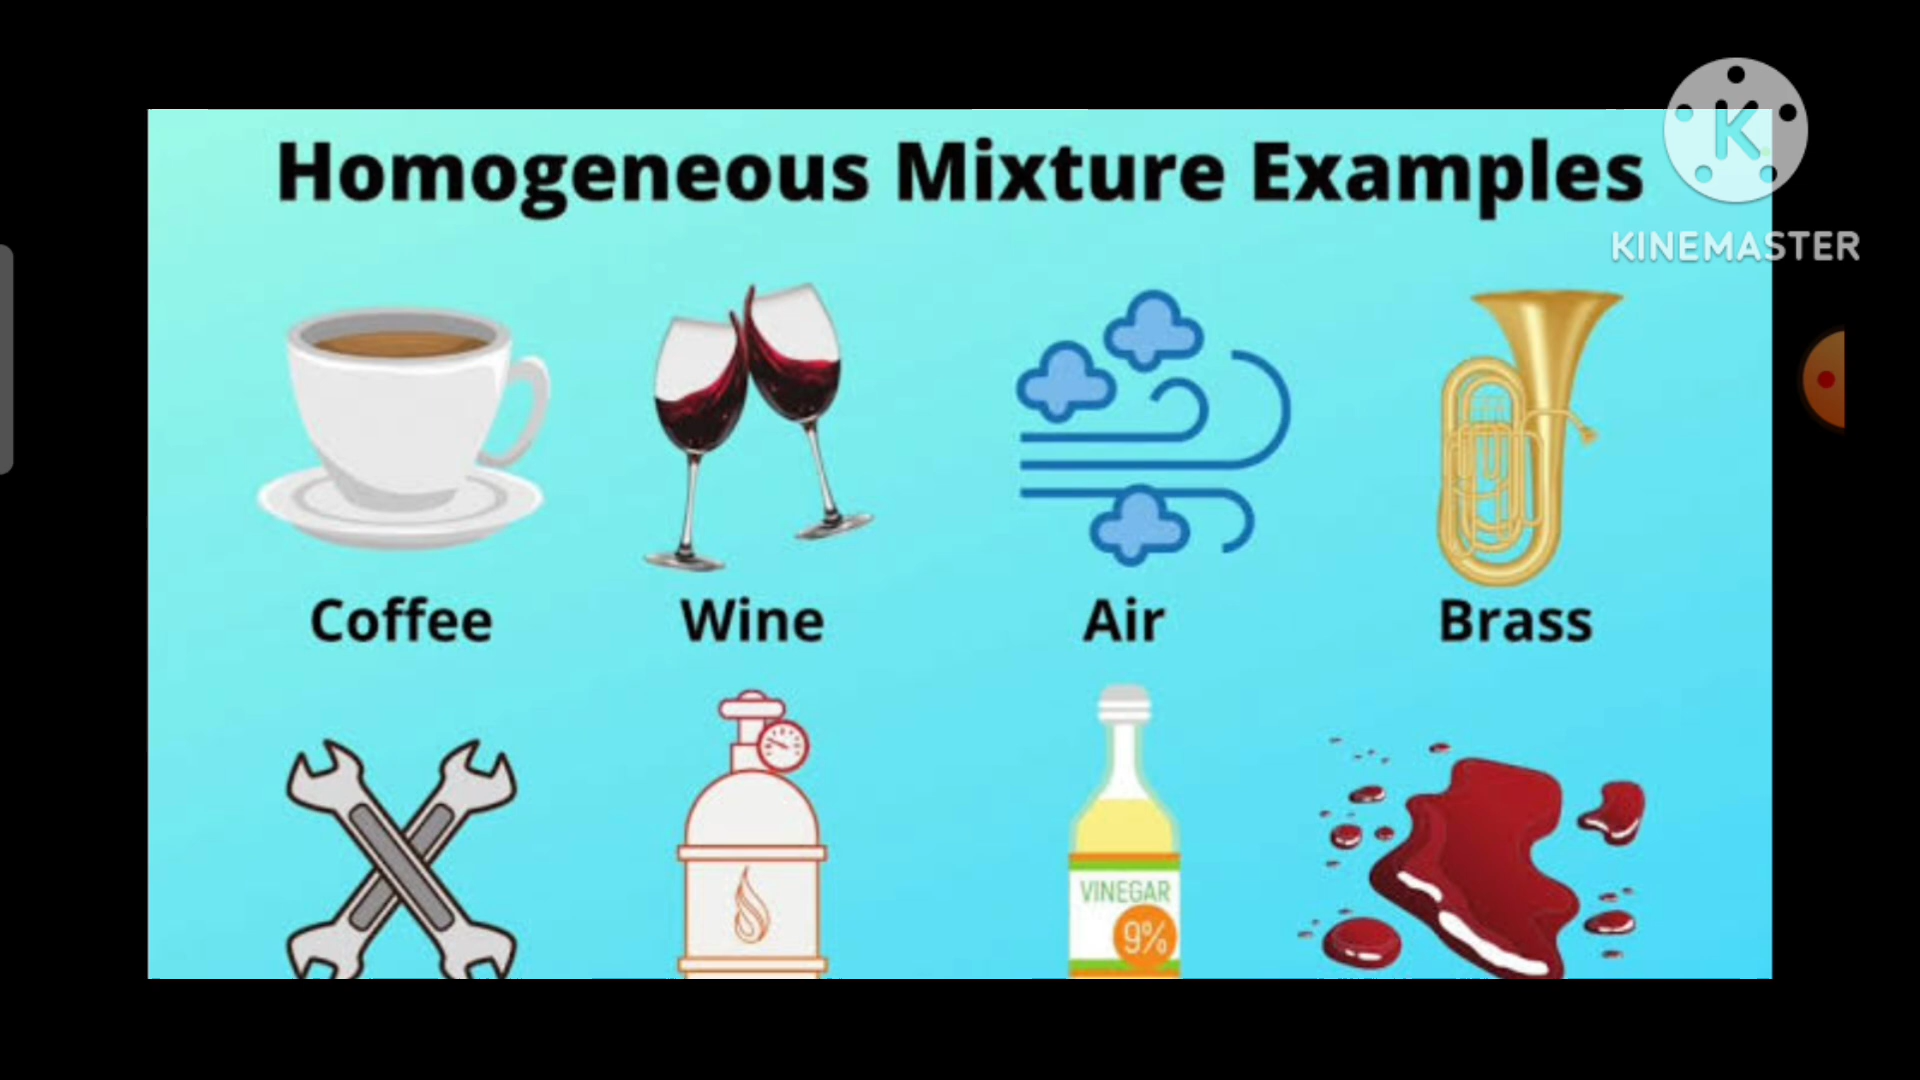 Homogeneous Mixture Examples
K
KINEMASTER
Coffee
Wine
Air
Brass
VINEGAR
9%